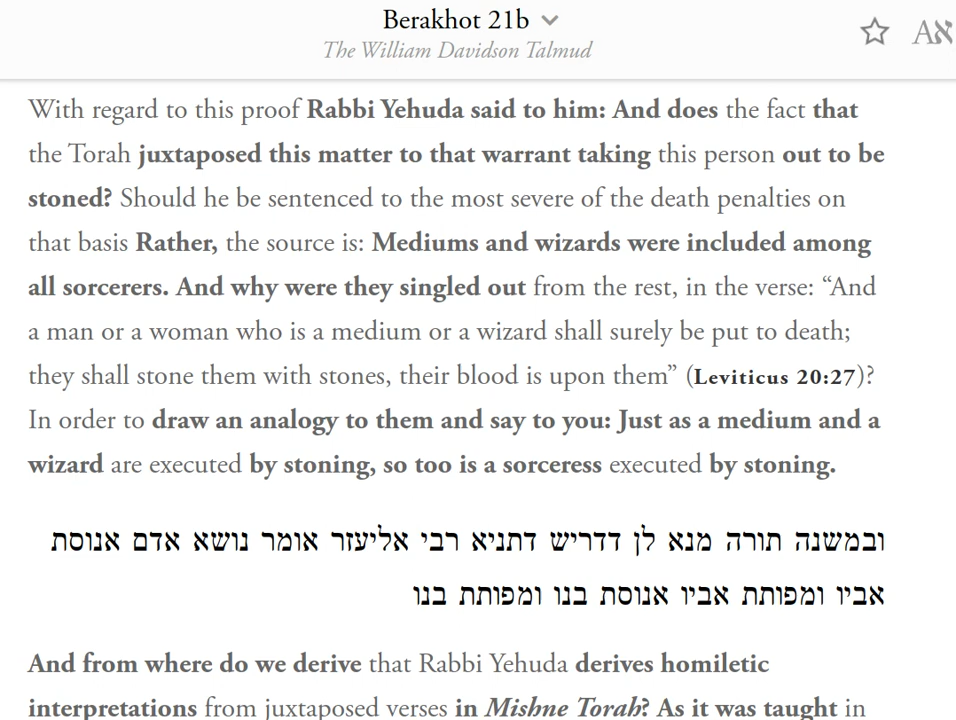 Berakhot 21b
The William Davidson Talmud
With regard to this proof Rabbi Yehuda said to him: And does the fact that
the Torah juxtaposed this matter to that warrant taking this person out to be
stoned? Should he be sentenced to the most severe of the death penalties on
that basis Rather, the source is: Mediums and wizards were included among
all sorcerers. And why were they singled out from the rest, in the verse: “And
a man or a woman who is a medium or a wizard shall surely be put to death;
they shall stone them with stones, their blood is upon them” (Leviticus 20:27)?
In order to draw an analogy to them and say to you: Just as a medium and a
wizard are executed by stoning, so too is a sorceress executed by stoning.
ובמשנה תורה מנא לן דדריש דתניא רבי אליעזר אומר נושא אדם אנוסת
אביו ומפותת אביו אנוסת בנו ומפותת בנו
And from where do we derive that Rabbi Yehuda derives homiletic
interpretations from juxtaposed verses in Mishne Torah? As it was taught in